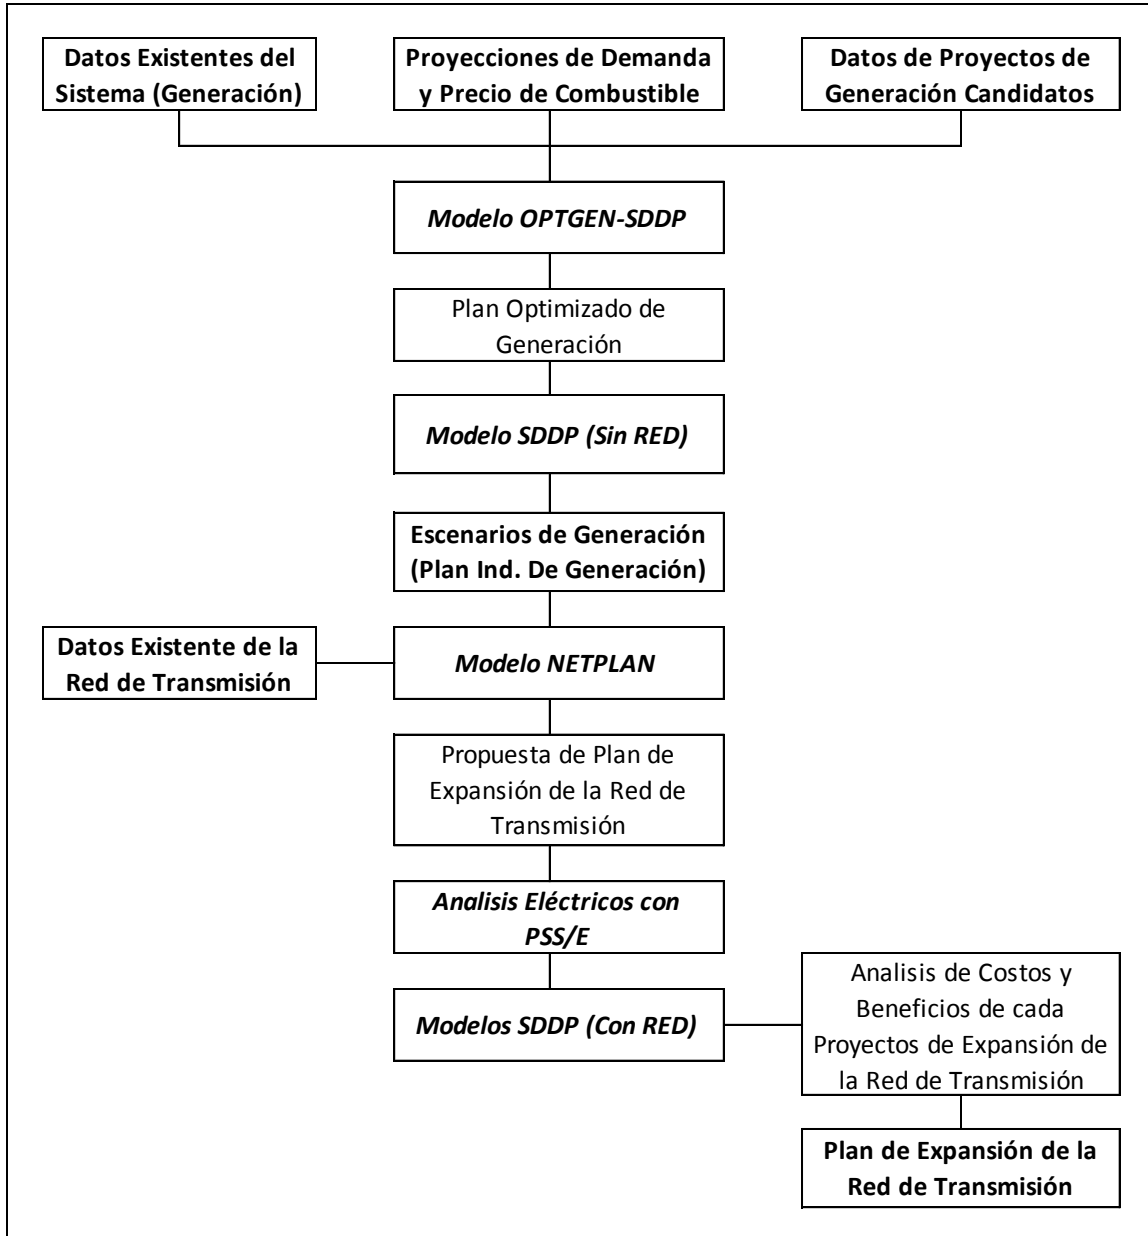 Datos Existentes del
Sistema (Generación)
Proyecciones de Demanda
y Precio de Combustible
Datos de Proyectos de
Generación Candidatos
Modelo OPTGEN-SDDP
Plan Optimizado de
Generación
Modelo SDDP (Sin RED)
Escenarios de Generación
(Plan Ind. De Generación)
Datos Existente de la
Red de Transmisión
Modelo NETPLAN
Propuesta de Plan de
Expansión de la Red de
Transmisión
Analisis Eléctricos con
PSS/E
Modelos SDDP (Con RED)
Analisis de Costos y
Beneficios de cada
Proyectos de Expansión de
la Red de Transmisión
Plan de Expansión de la
Red de Transmisión